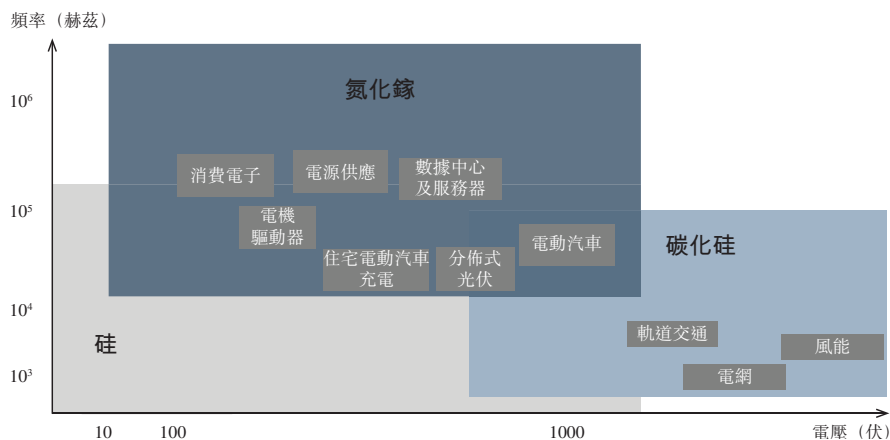 頻率（赫茲）
10⁶
氮化鎵
消費電子
電源供應
數據中心
及服務器
10⁵
電機
驅動器
住宅電動汽車
充電
分佈式
光伏
電動汽車
碳化硅
10⁴
硅
軌道交通
風能
10³
電網
10
100
1000
電壓（伏）